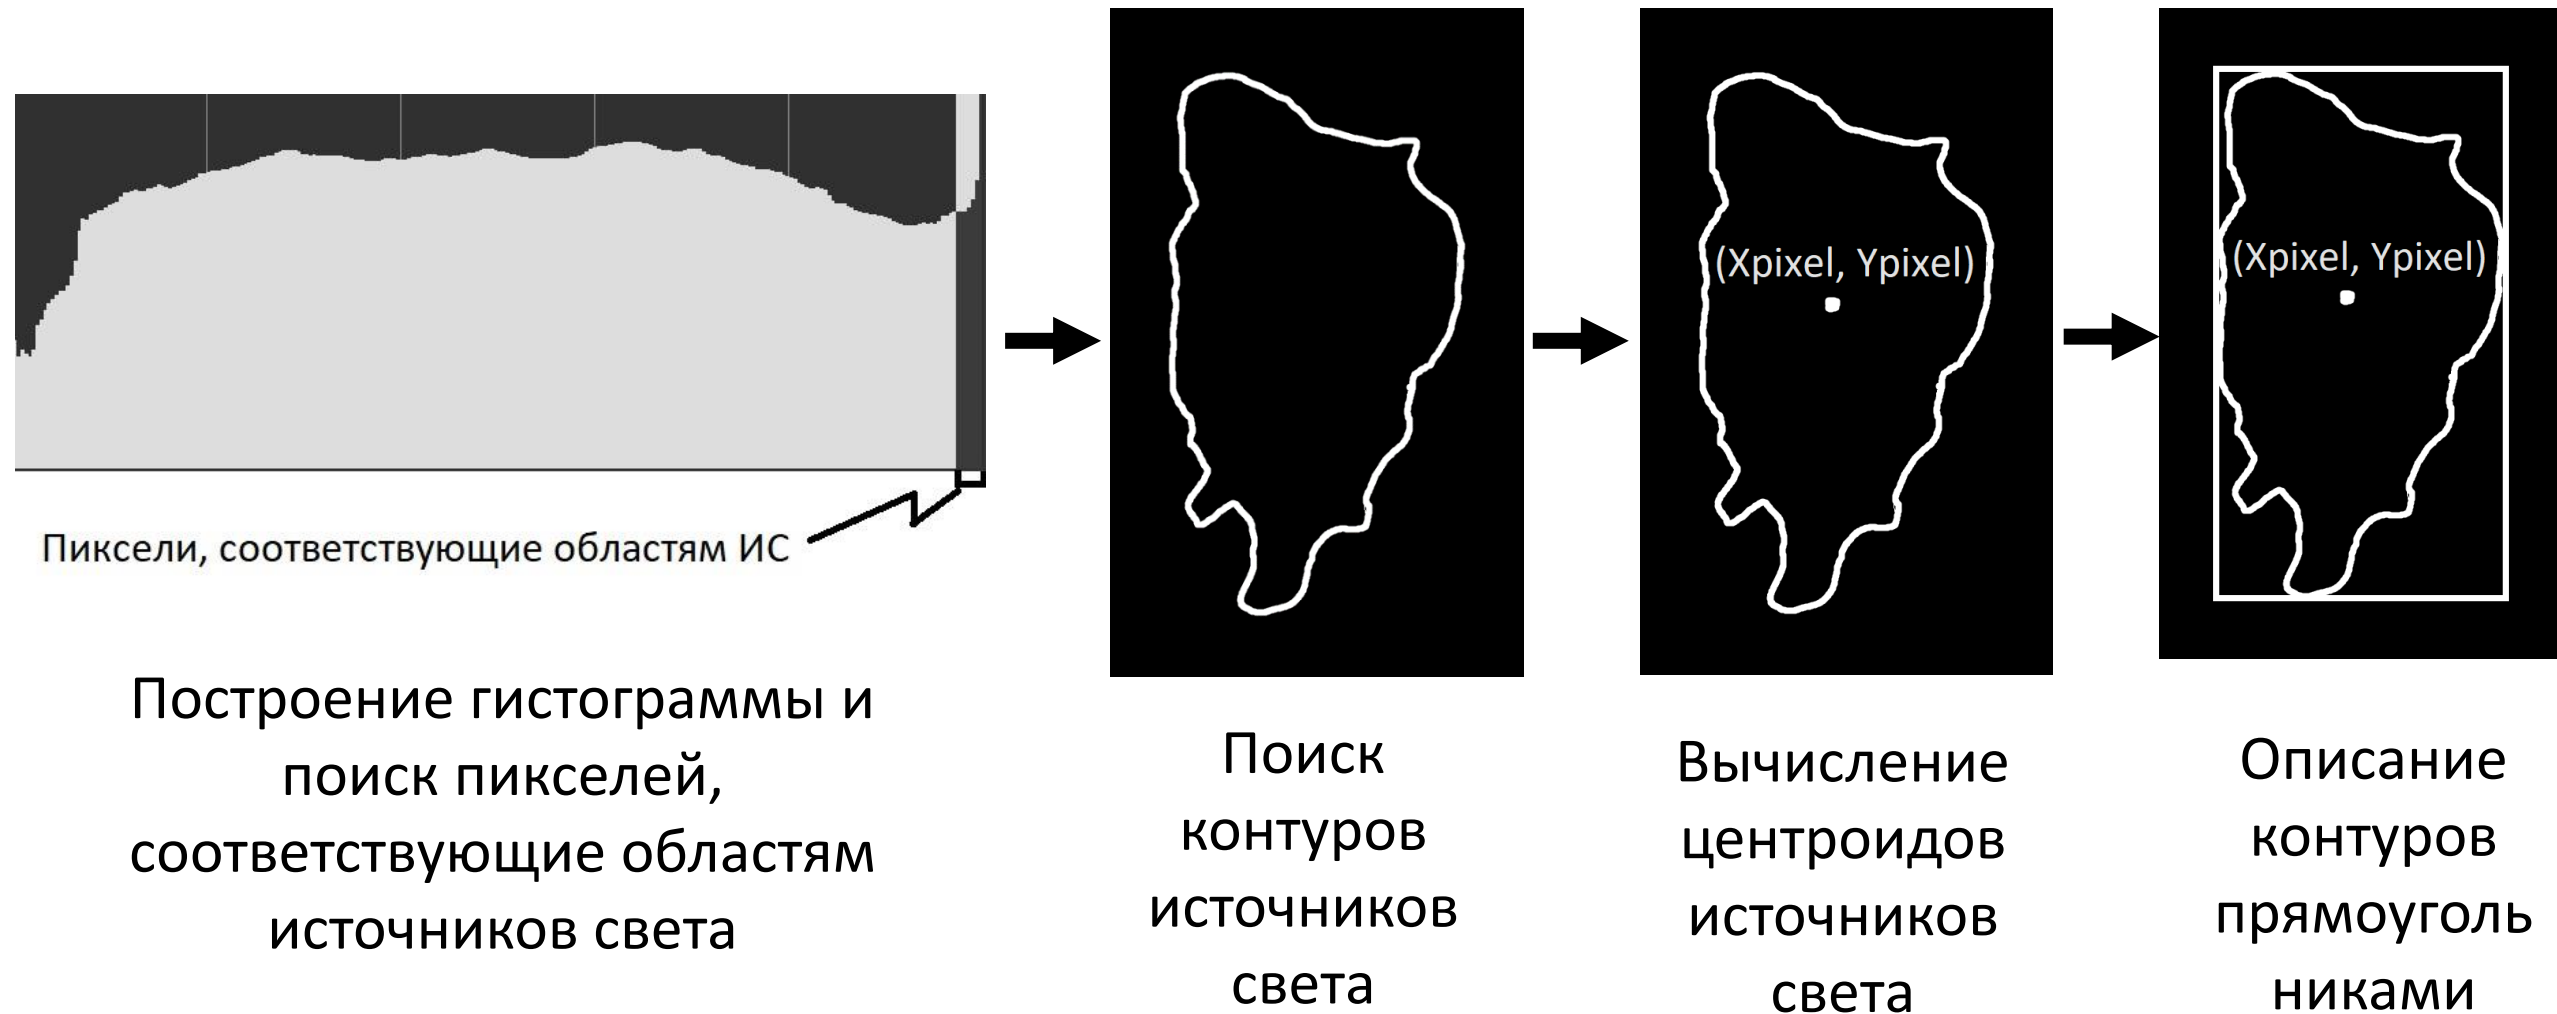 Пиксели, соответствующие областям ИС
Построение гистограммы и
поиск пикселей,
соответствующие областям
источников света
Поиск
контуров
источников
света
(Xpixel, Ypixel)
Вычисление
центроидов
источников
света
(Xpixel, Ypixel)
Описание
контуров
прямоуголь
никами